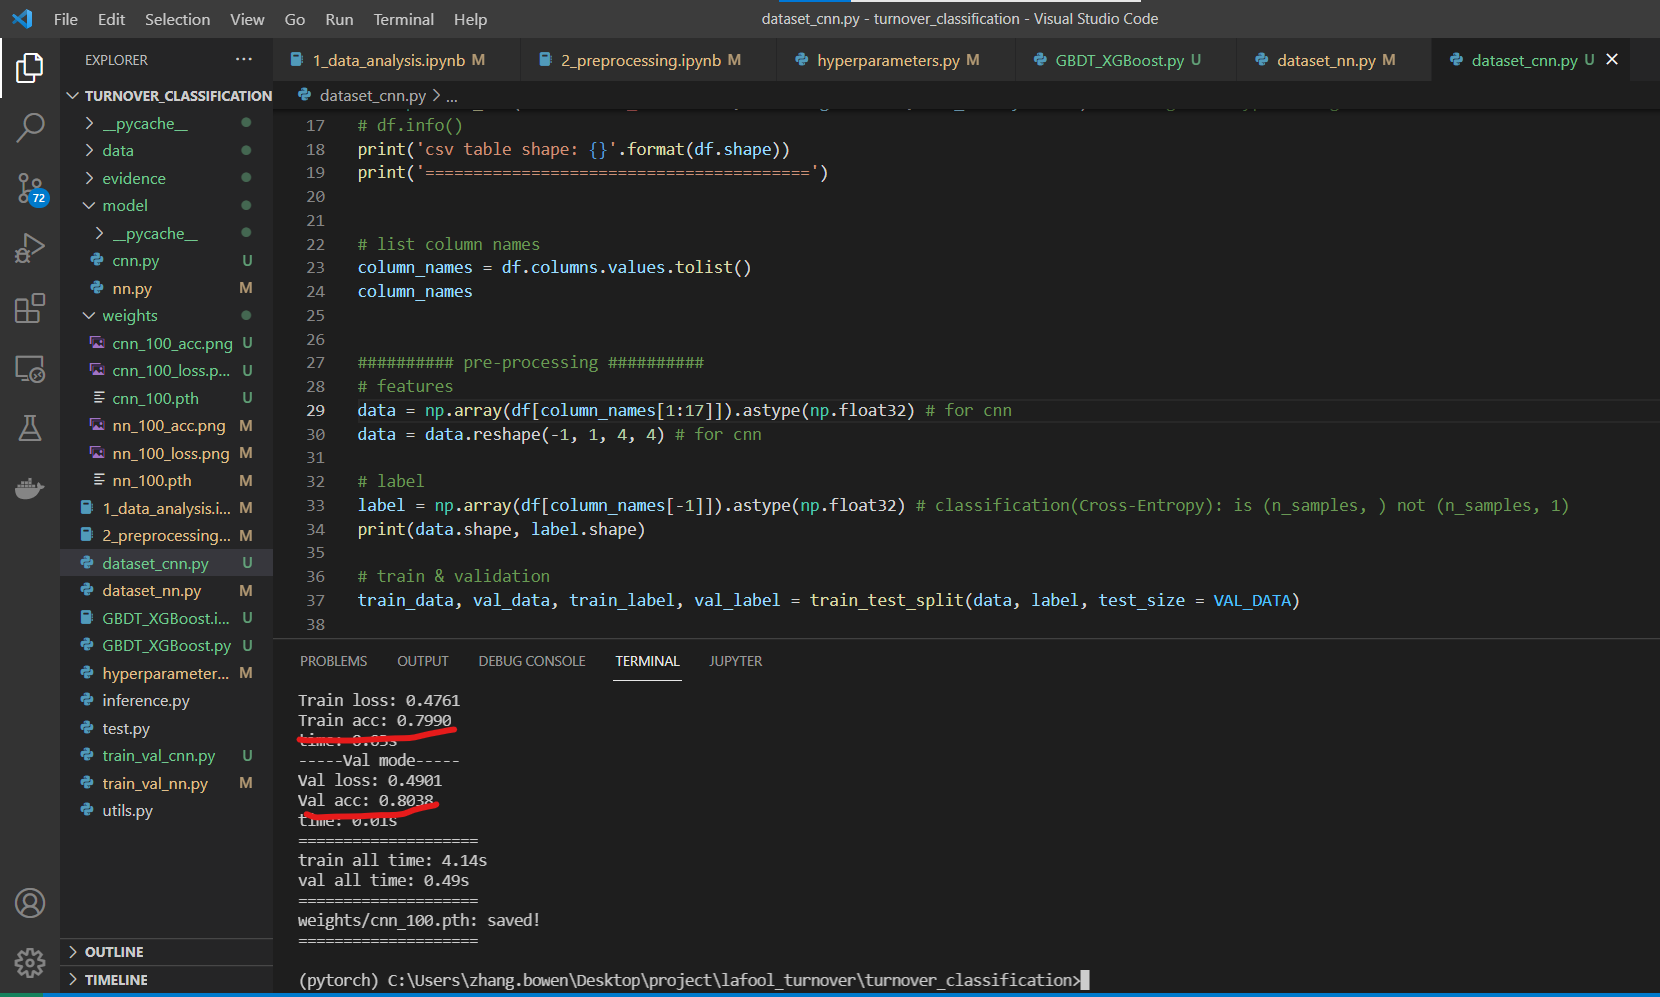 File Edit Selection View Go Run Terminal Help
dataset_cnn.py - turnover_classification - Visual Studio Code
EXPLORER ...
1_data_analysis.ipynb M
2_preprocessing.ipynb M
hyperparameters.py M
GBDT_XGBoost.py U
dataset_nn.py M
dataset_cnn.py U
72
TURNOVER_CLASSIFICATION
__pycache__
data
evidence
model
__pycache__
cnn.py U
nn.py M
weights
cnn_100_acc.png U
cnn_100_loss.p... U
cnn_100.pth U
nn_100_acc.png M
nn_100_loss.png M
nn_100.pth M
1_data_analysis.i... M
2_preprocessing... M
dataset_cnn.py U
dataset_nn.py M
GBDT_XGBoost.i... U
GBDT_XGBoost.py U
hyperparameter... M
inference.py
test.py
train_val_cnn.py U
train_val_nn.py M
utils.py
OUTLINE
TIMELINE
dataset_cnn.py > ...
17 # df.info()
18 print('csv table shape: {}'.format(df.shape))
19 print('========================================')
20
21
22 # list column names
23 column_names = df.columns.values.tolist()
24 column_names
25
26
27 ########## pre-processing ##########
28 # features
29 data = np.array(df[column_names[1:17]]).astype(np.float32) # for cnn
30 data = data.reshape(-1, 1, 4, 4) # for cnn
31
32 # label
33 label = np.array(df[column_names[-1]]).astype(np.float32) # classification(Cross-Entropy): is (n_samples, ) not (n_samples, 1)
34 print(data.shape, label.shape)
35
36 # train & validation
37 train_data, val_data, train_label, val_label = train_test_split(data, label, test_size = VAL_DATA)
38
PROBLEMS OUTPUT DEBUG CONSOLE TERMINAL JUPYTER
Train loss: 0.4761
Train acc: 0.7990
time: 0.03s
-----Val mode-----
Val loss: 0.4901
Val acc: 0.8038
time: 0.01s
====================
train all time: 4.14s
val all time: 0.49s
====================
weights/cnn_100.pth: saved!
====================
(pytorch) C:\Users\zhang.bowen\Desktop\project\lafool_turnover\turnover_classification>